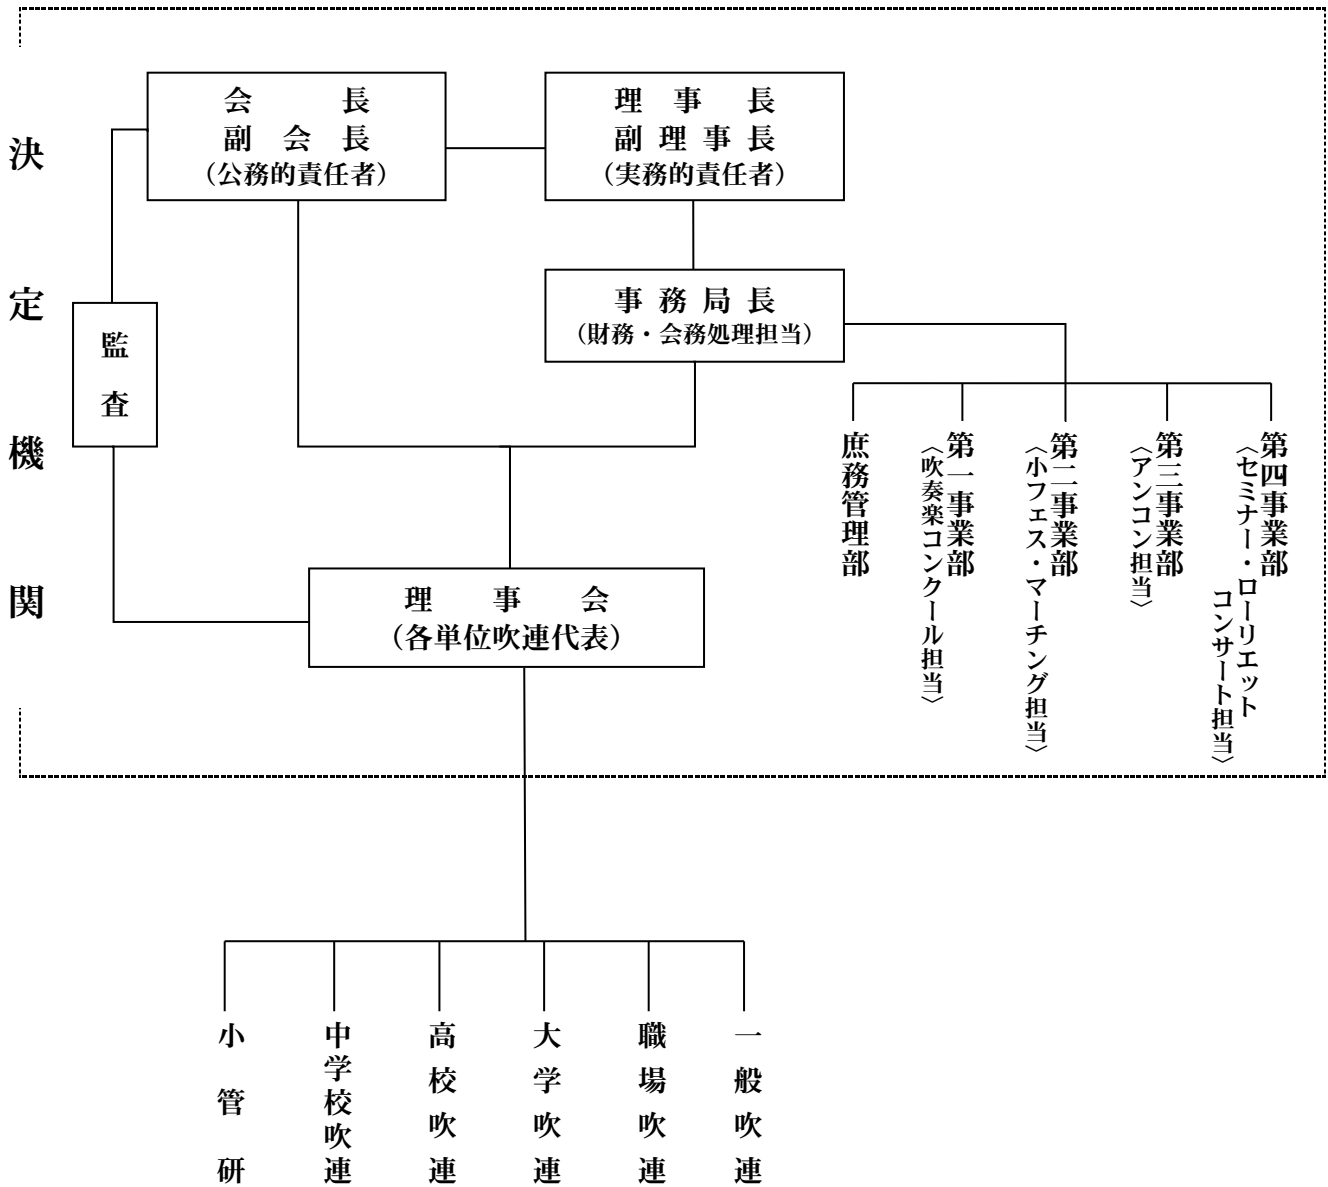 決定機関
会長
副会長
(公務的責任者)
理事長
副理事長
(実務的責任者)
事務局長
(財務・会務処理担当)
監査
理事会
(各単位吹連代表)
庶務管理部
第一事業部
〈吹奏楽コンクール担当〉
第二事業部
〈小フェス・マーチング担当〉
第三事業部
〈アンコン担当〉
第四事業部
〈セミナー・ローリエット
コンサート担当〉
小管研
中学校吹連
高校吹連
大学吹連
職場吹連
一般吹連